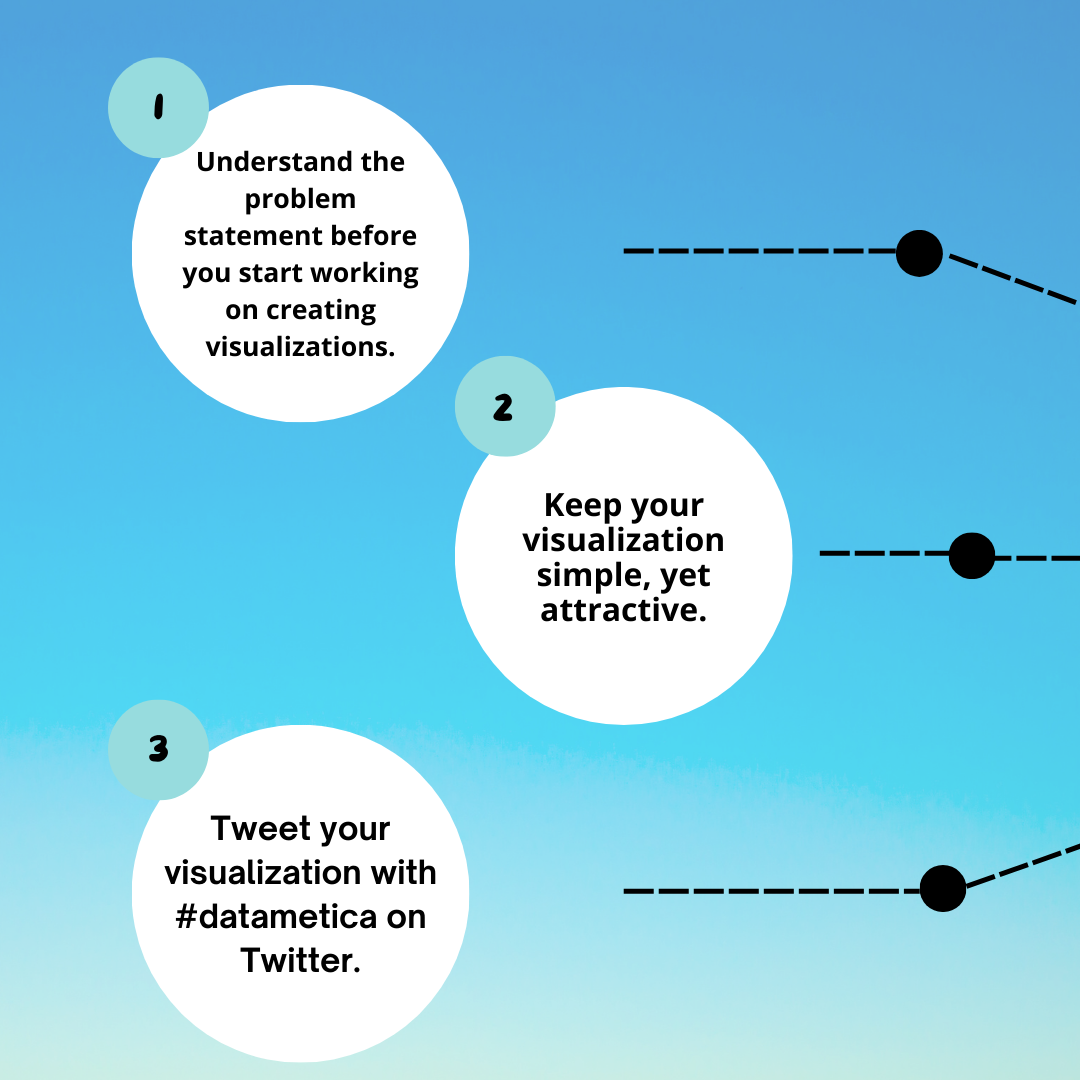 1
Understand the
problem
statement before
you start working
on creating
visualizations.
2
Keep your
visualization
simple, yet
attractive.
3
Tweet your
visualization with
#datametica on
Twitter.